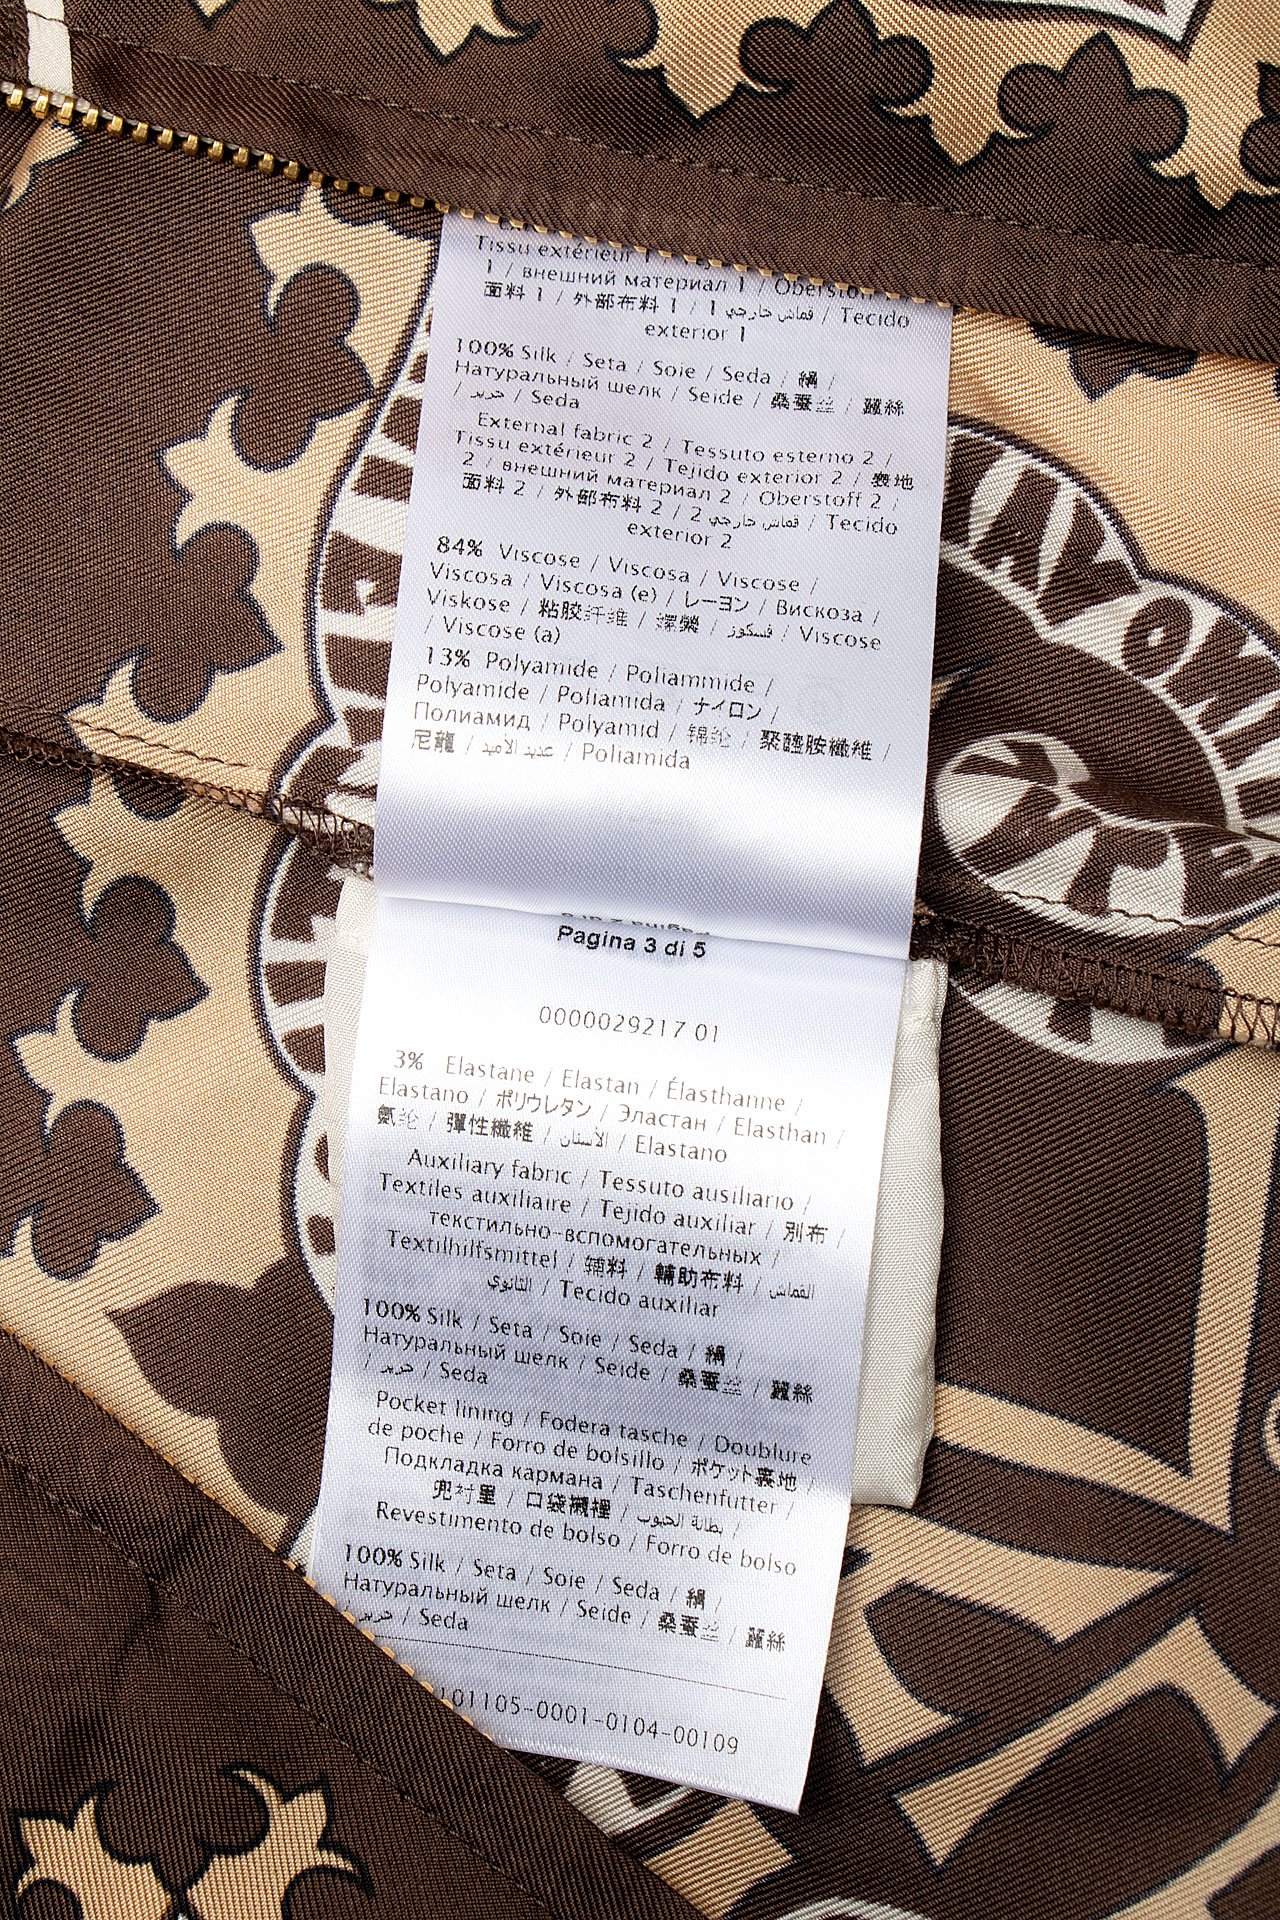 Tissu extérieur 1
1 / внешний материал 1 / Oberstoff
面料 1 / 外部布料 1 / 1 قماش خارجي / Tecido
exterior 1
100% Silk / Seta / Soie / Seda / 絹 /
Натуральный шелк / Seide / 桑蚕丝 / 蠶絲
/ حرير / Seda
External fabric 2 / Tessuto esterno 2 /
Tissu extérieur 2 / Tejido exterior 2 / 表地
2 / внешний материал 2 / Oberstoff 2 /
面料 2 / 外部布料 2 / 2 قماش خارجي / Tecido
exterior 2
84% Viscose / Viscosa / Viscose /
Viscosa / Viscosa (e) / レーヨン / Вискоза /
Viskose / 粘胶纤维 / 嫘縈 / فسكوز / Viscose
/ Viscose (a)
13% Polyamide / Poliammide /
Polyamide / Poliamida / ナイロン /
Полиамид / Polyamid / 锦纶 / 聚醯胺纖維 /
尼龍 / عديد الأميد / Poliamida
Pagina 3 di 5
0000029217 01
3% Elastane / Elastan / Élasthanne /
Elastano / ポリウレタン / Эластан / Elasthan /
氨纶 / 彈性纖維 / الأستان / Elastano
Auxiliary fabric / Tessuto ausiliario /
Textiles auxiliaire / Tejido auxiliar / 別布 /
текстильно-вспомогательных /
Textilhilfsmittel / 辅料 / 輔助布料 / القماش
الثانوي / Tecido auxiliar
100% Silk / Seta / Soie / Seda / 絹 /
Натуральный шелк / Seide / 桑蚕丝 / 蠶絲
/ حرير / Seda
Pocket lining / Fodera tasche / Doublure
de poche / Forro de bolsillo / ポケット裏地 /
Подкладка кармана / Taschenfutter /
兜衬里 / 口袋襯裡 / بطانة الجيوب /
Revestimento de bolso / Forro de bolso
100% Silk / Seta / Soie / Seda / 絹 /
Натуральный шелк / Seide / 桑蚕丝 / 蠶絲
/ حرير / Seda
101105-0001-0104-00109